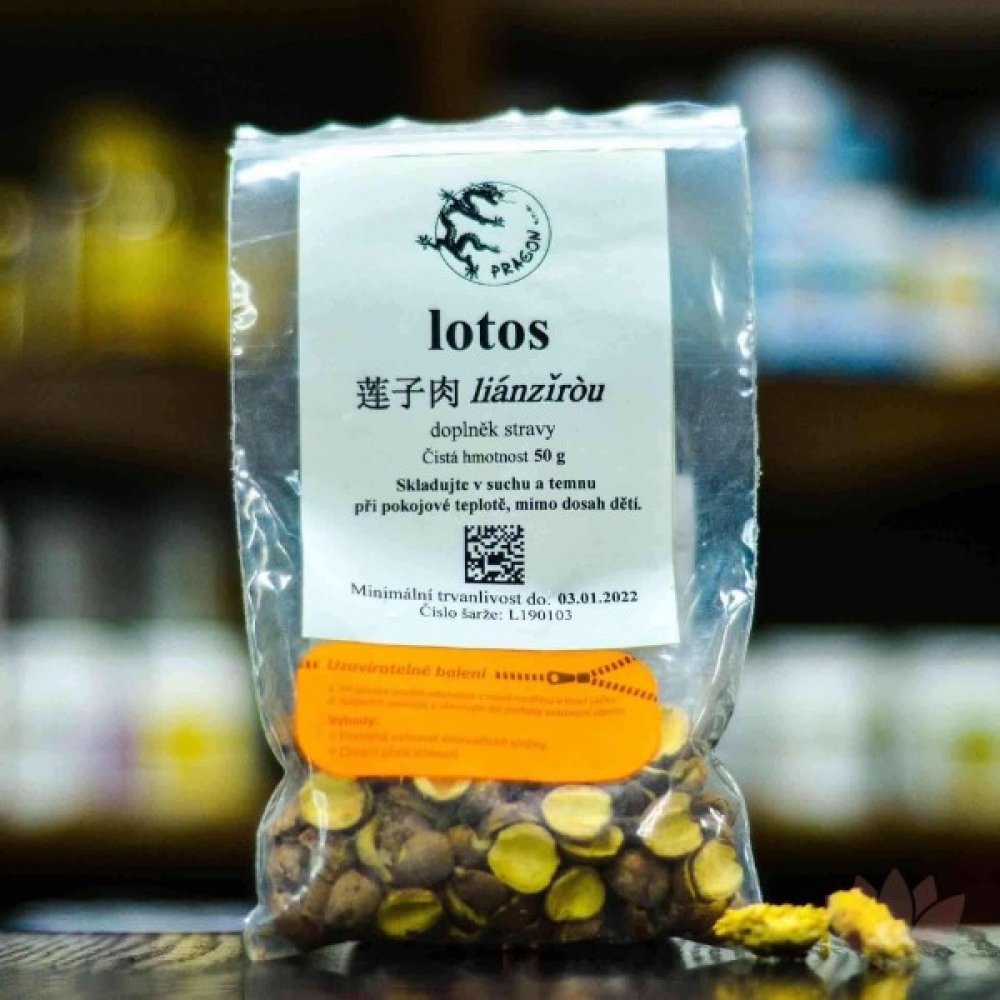 PRAGON
lotos
莲子肉 liánzǐròu
doplněk stravy
Čistá hmotnost 50 g
Skladujte v suchu a temnu
při pokojové teplotě, mimo dosah dětí.
Minimální trvanlivost do. 03.01.2022
Číslo šarže: L190103
Uzavíratelné balení
Výhody: